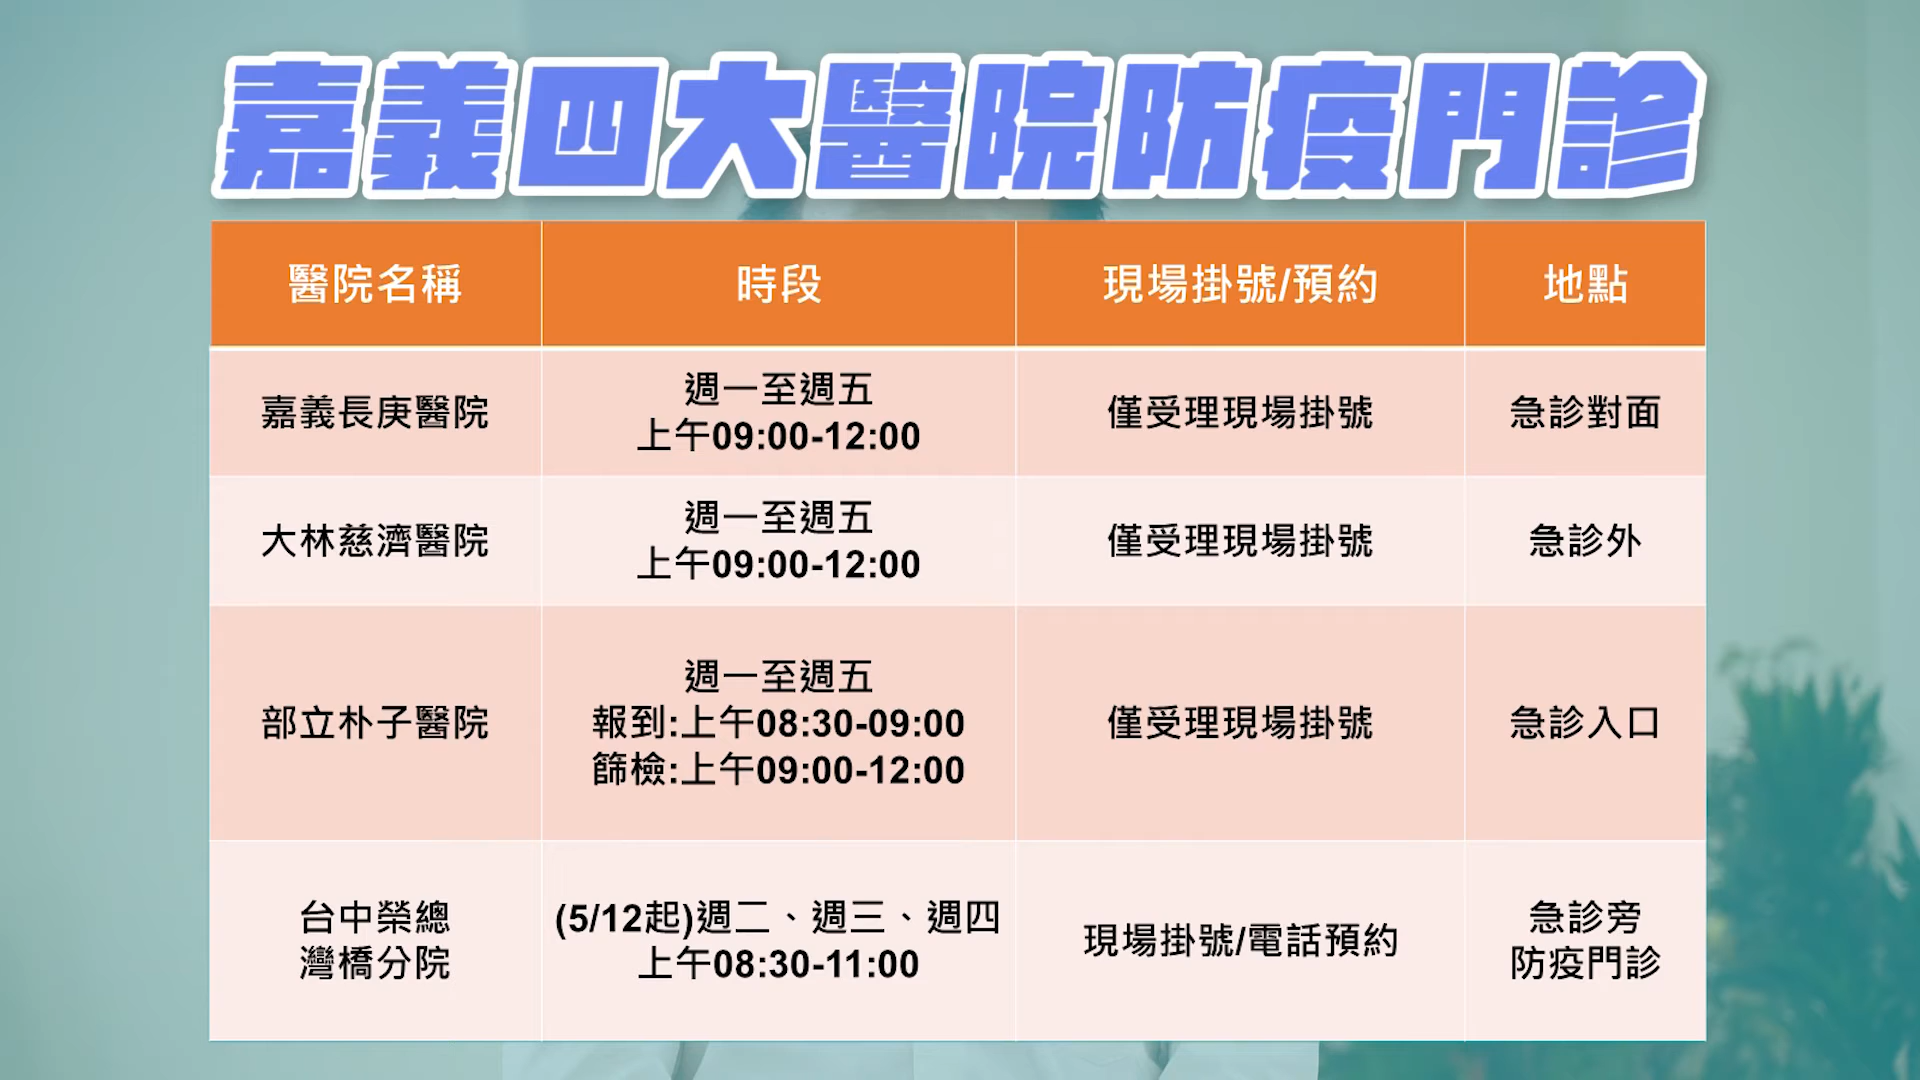 嘉義四大醫院防疫門診
醫院名稱 時段 現場掛號/預約 地點
嘉義長庚醫院
週一至週五
上午09:00-12:00
僅受理現場掛號
急診對面
大林慈濟醫院
週一至週五
上午09:00-12:00
僅受理現場掛號
急診外
部立朴子醫院
週一至週五
報到:上午08:30-09:00
篩檢:上午09:00-12:00
僅受理現場掛號
急診入口
台中榮總
灣橋分院
(5/12起)週二、週三、週四
上午08:30-11:00
現場掛號/電話預約
急診旁
防疫門診